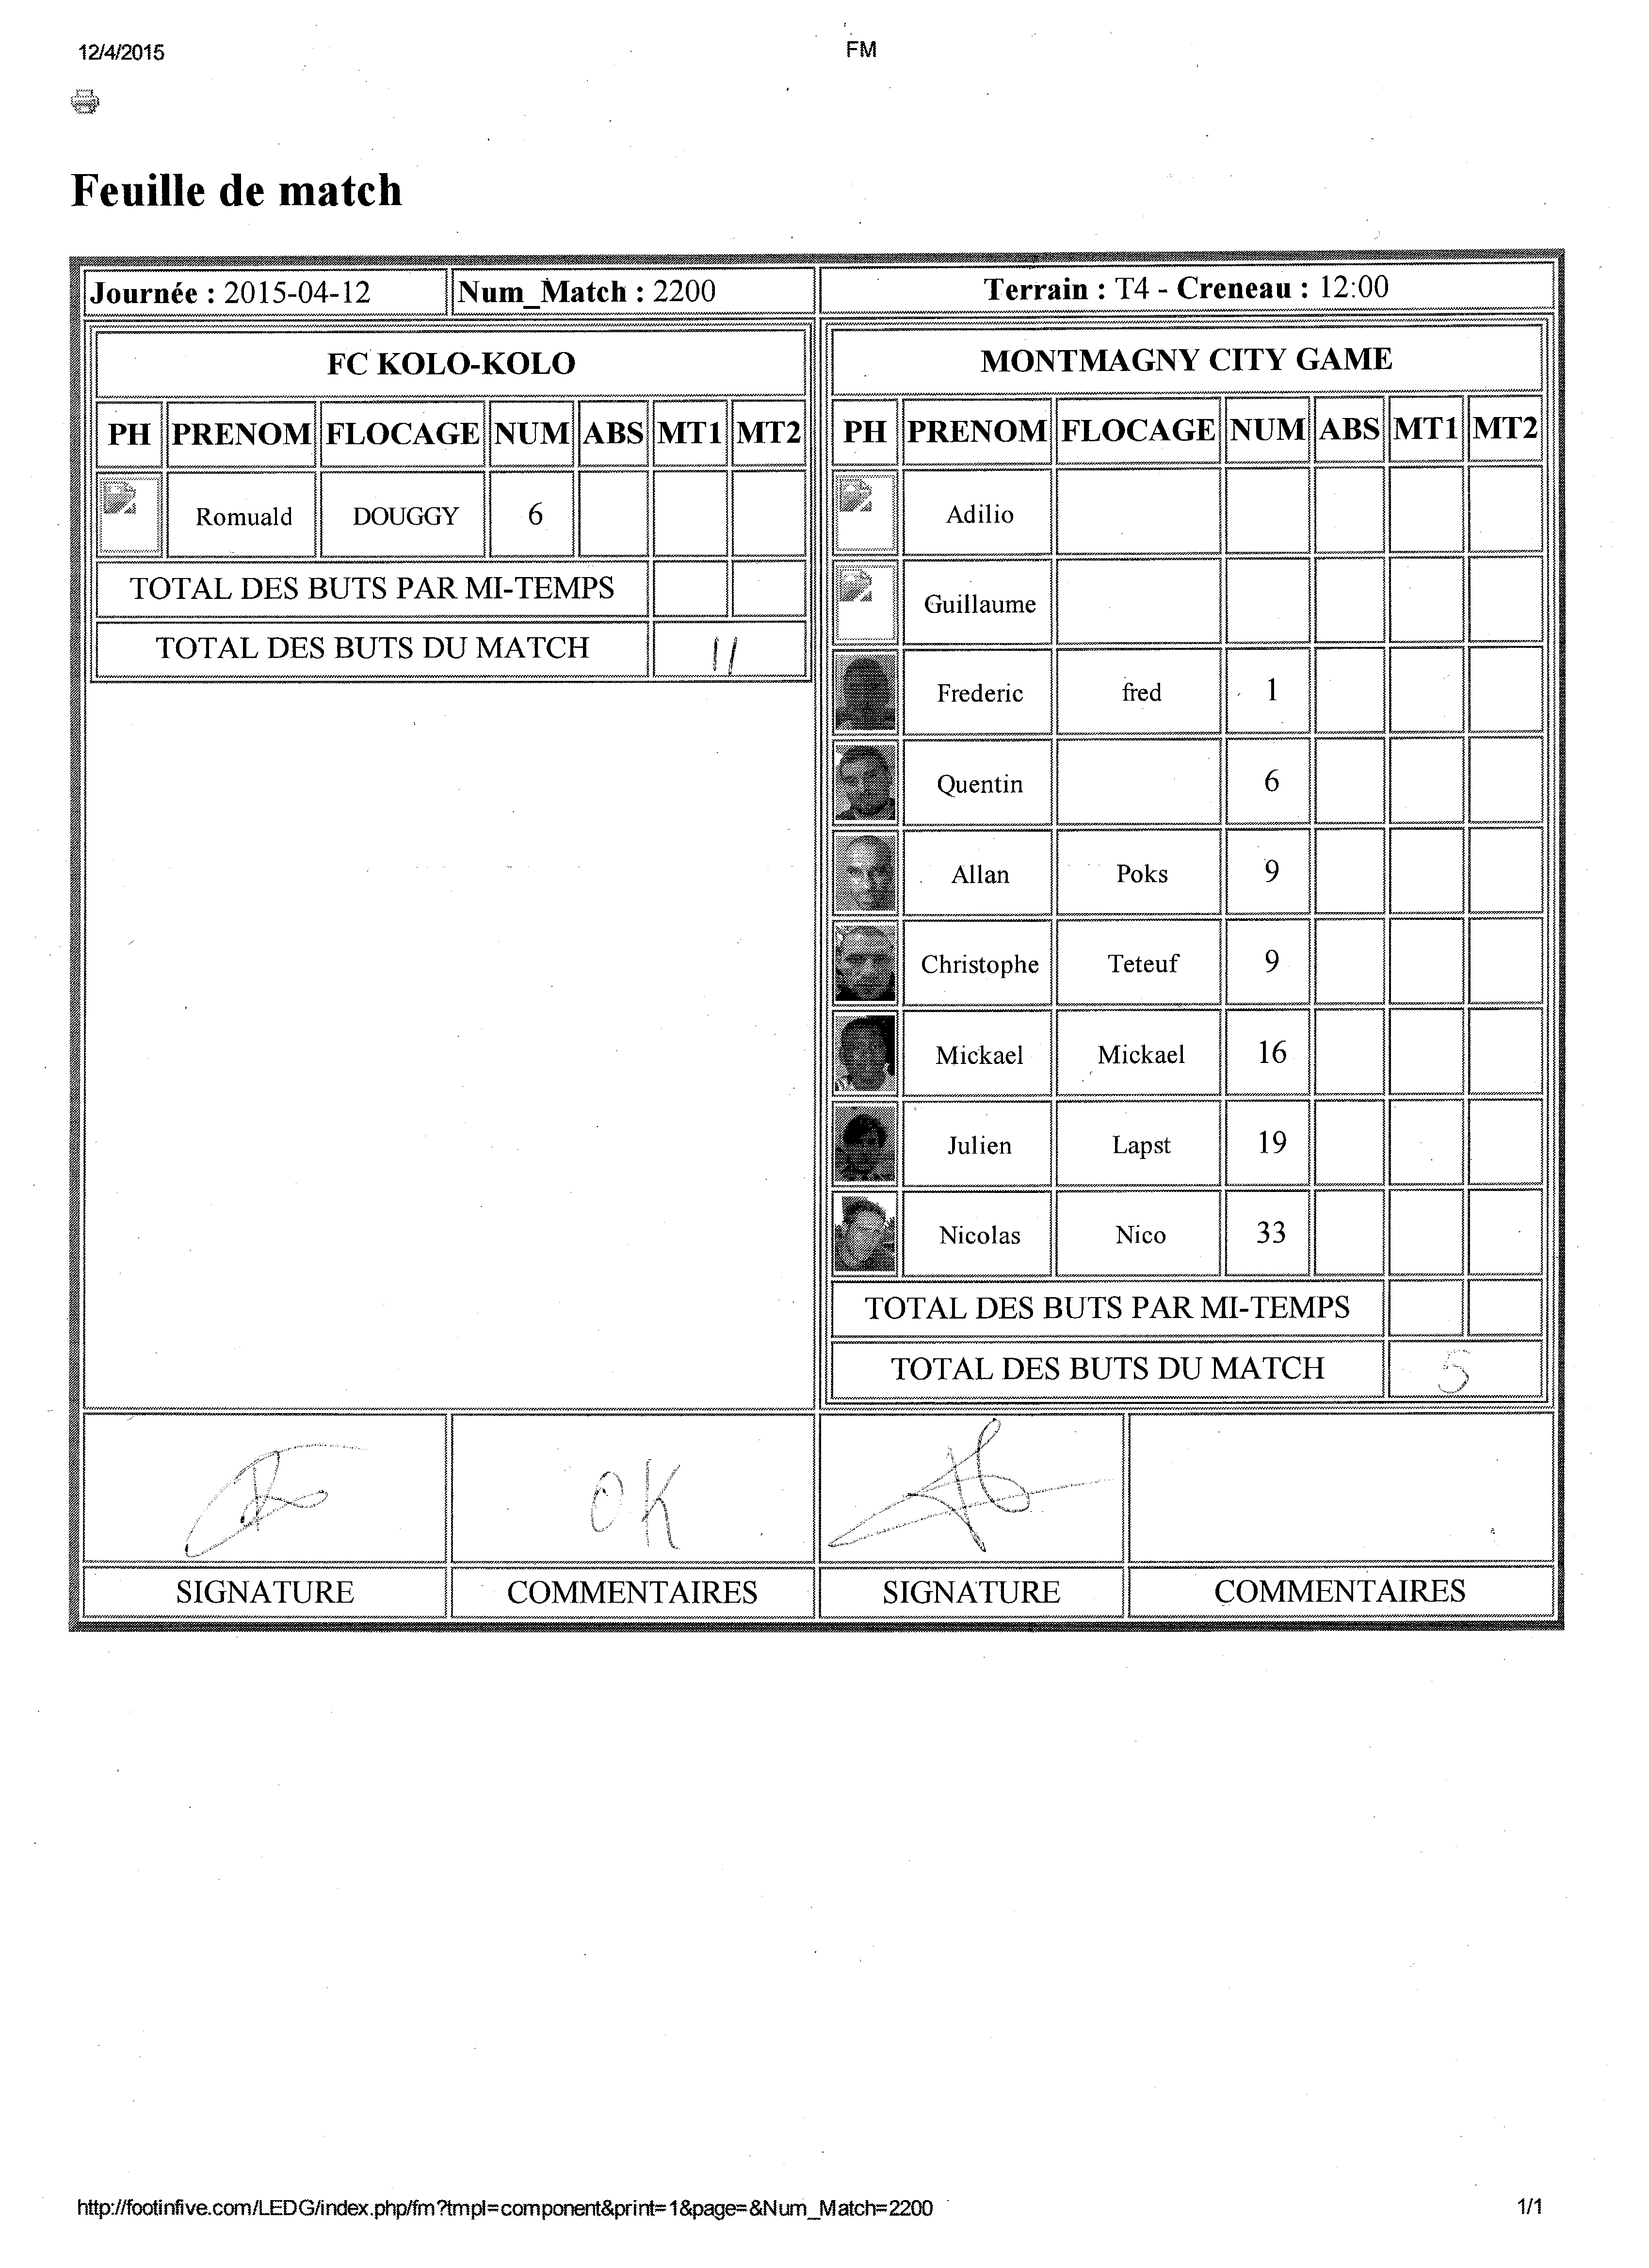 12/4/2015 FM
Feuille de match
Journée : 2015-04-12 Num_Match : 2200 Terrain : T4 - Creneau : 12:00
FC KOLO-KOLO
PH PRENOM FLOCAGE NUM ABS MT1 MT2
Romuald DOUGGY 6
TOTAL DES BUTS PAR MI-TEMPS
TOTAL DES BUTS DU MATCH 11
MONTMAGNY CITY GAME
PH PRENOM FLOCAGE NUM ABS MT1 MT2
Adilio
Guillaume
Frederic fred 1
Quentin 6
Allan Poks 9
Christophe Teteuf 9
Mickael Mickael 16
Julien Lapst 19
Nicolas Nico 33
TOTAL DES BUTS PAR MI-TEMPS
TOTAL DES BUTS DU MATCH 5
OK
SIGNATURE COMMENTAIRES SIGNATURE COMMENTAIRES
http://footinfive.com/LEDG/index.php/fm?tmpl=component&print=1&page=&Num_Match=2200 1/1